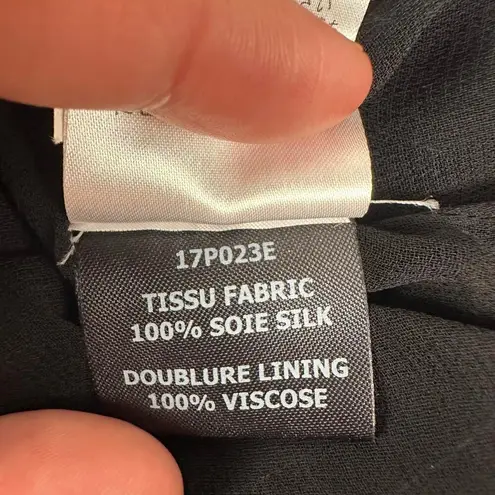 17P023E
TISSU FABRIC
100% SOIE SILK
DOUBLURE LINING
100% VISCOSE